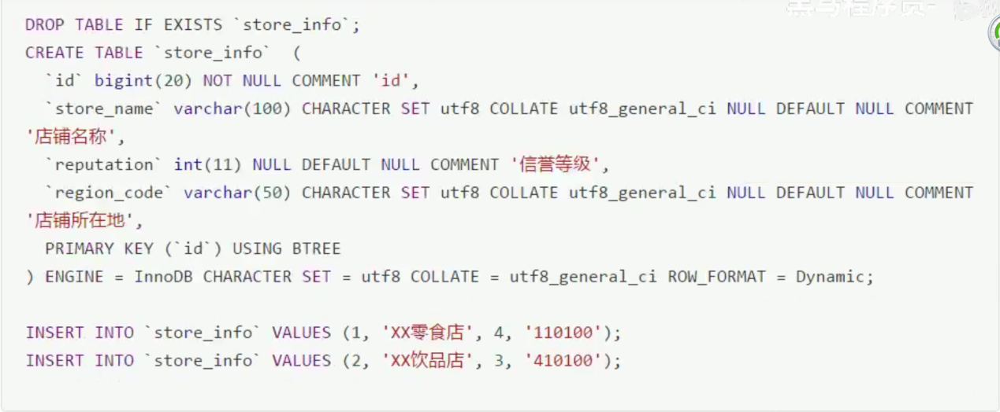 黑马程序员-
DROP TABLE IF EXISTS `store_info`;
CREATE TABLE `store_info`  (
  `id` bigint(20) NOT NULL COMMENT 'id',
  `store_name` varchar(100) CHARACTER SET utf8 COLLATE utf8_general_ci NULL DEFAULT NULL COMMENT
'店铺名称',
  `reputation` int(11) NULL DEFAULT NULL COMMENT '信誉等级',
  `region_code` varchar(50) CHARACTER SET utf8 COLLATE utf8_general_ci NULL DEFAULT NULL COMMENT
'店铺所在地',
  PRIMARY KEY (`id`) USING BTREE
) ENGINE = InnoDB CHARACTER SET = utf8 COLLATE = utf8_general_ci ROW_FORMAT = Dynamic;
INSERT INTO `store_info` VALUES (1, 'XX零食店', 4, '110100');
INSERT INTO `store_info` VALUES (2, 'XX饮品店', 3, '410100');